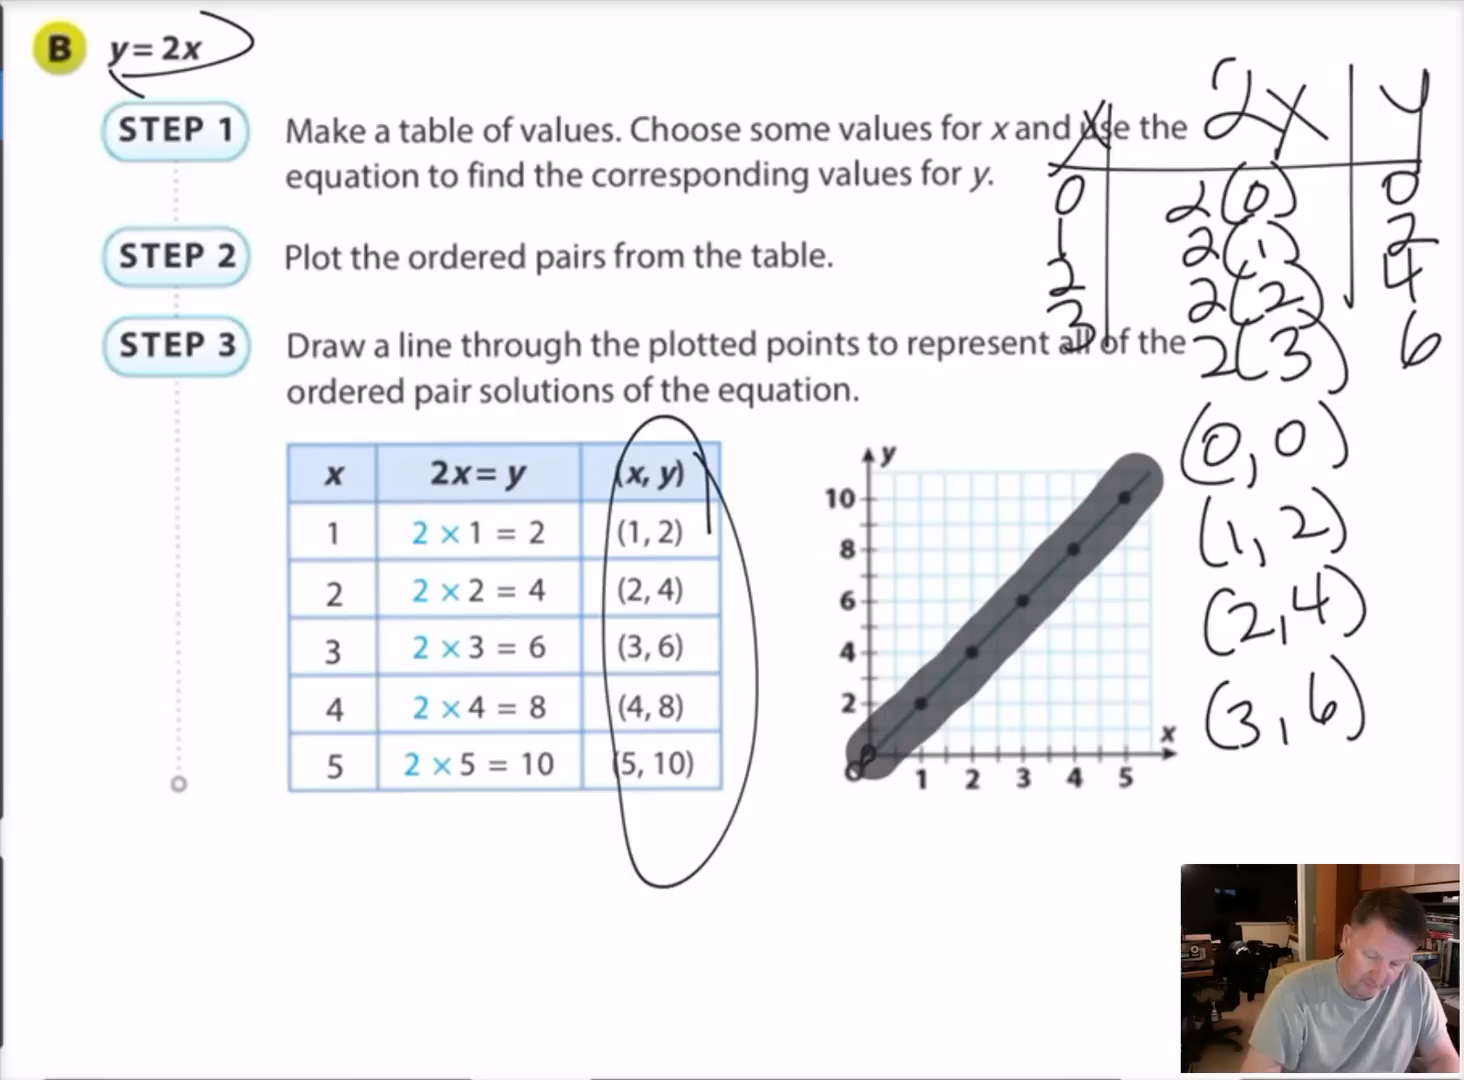 B y = 2x
STEP 1 Make a table of values. Choose some values for x and use the
equation to find the corresponding values for y.
STEP 2 Plot the ordered pairs from the table.
STEP 3 Draw a line through the plotted points to represent all of the
ordered pair solutions of the equation.
x 2x = y (x, y)
1 2 × 1 = 2 (1, 2)
2 2 × 2 = 4 (2, 4)
3 2 × 3 = 6 (3, 6)
4 2 × 4 = 8 (4, 8)
5 2 × 5 = 10 (5, 10)
y
10
8
6
4
2
x
O 1 2 3 4 5
x 2x y
0 2(0) 0
1 2(1) 2
2 2(2) 4
3 2(3) 6
(0, 0)
(1, 2)
(2, 4)
(3, 6)